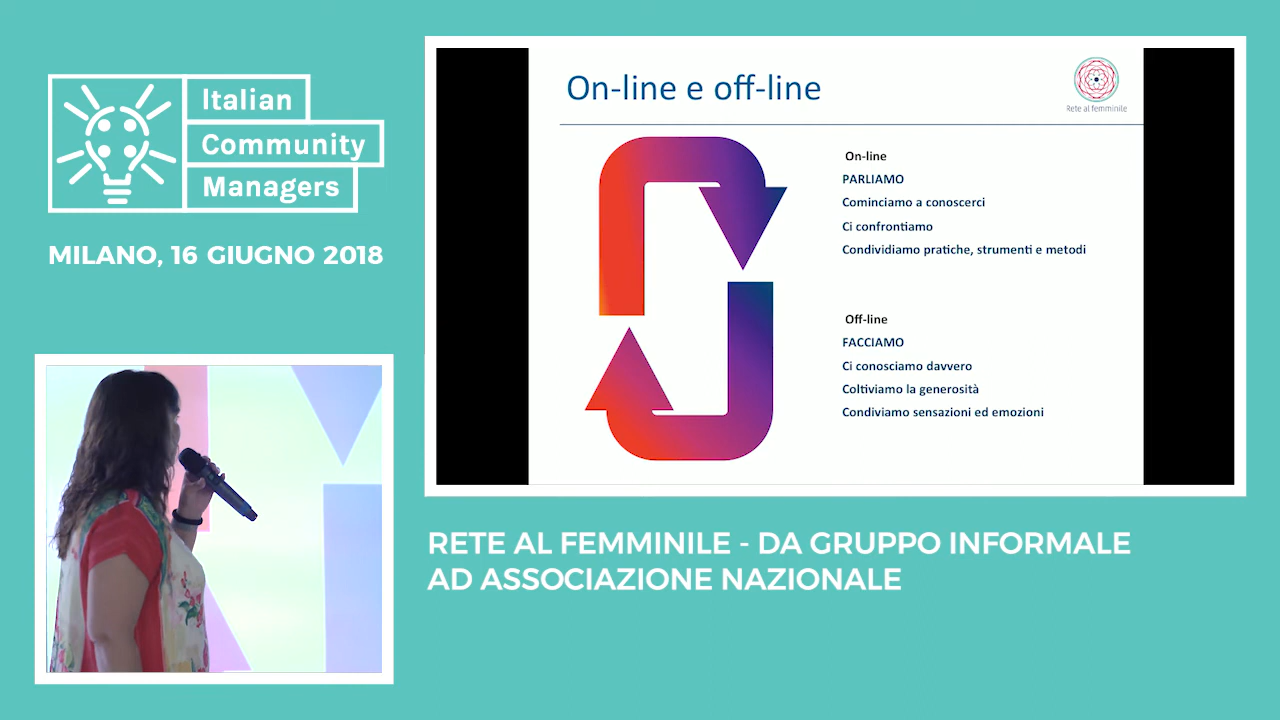 Italian
Community
Managers
MILANO, 16 GIUGNO 2018
On-line e off-line
Rete al femminile
On-line
PARLIAMO
Cominciamo a conoscerci
Ci confrontiamo
Condividiamo pratiche, strumenti e metodi
Off-line
FACCIAMO
Ci conosciamo davvero
Coltiviamo la generosità
Condiviamo sensazioni ed emozioni
RETE AL FEMMINILE - DA GRUPPO INFORMALE
AD ASSOCIAZIONE NAZIONALE